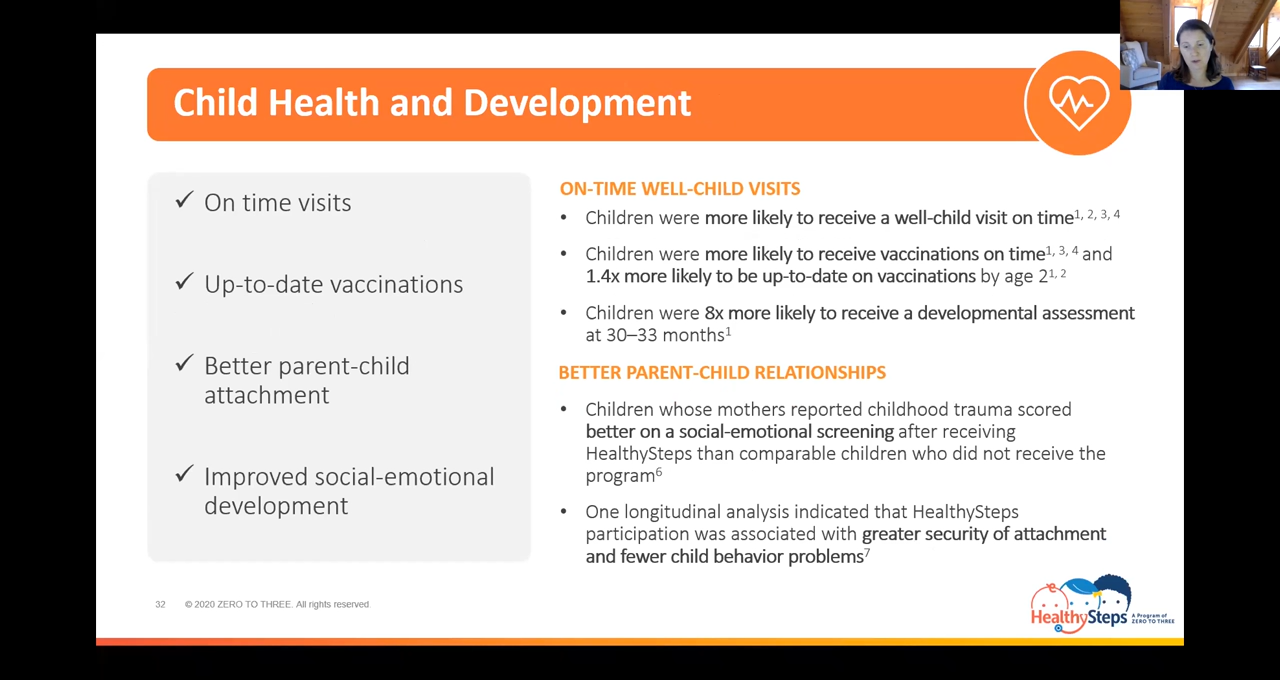 Child Health and Development
✓ On time visits
✓ Up-to-date vaccinations
✓ Better parent-child
attachment
✓ Improved social-emotional
development
ON-TIME WELL-CHILD VISITS
• Children were more likely to receive a well-child visit on time1, 2, 3, 4
• Children were more likely to receive vaccinations on time1, 3, 4 and
1.4x more likely to be up-to-date on vaccinations by age 21, 2
• Children were 8x more likely to receive a developmental assessment
at 30–33 months1
BETTER PARENT-CHILD RELATIONSHIPS
• Children whose mothers reported childhood trauma scored
better on a social-emotional screening after receiving
HealthySteps than comparable children who did not receive the
program6
• One longitudinal analysis indicated that HealthySteps
participation was associated with greater security of attachment
and fewer child behavior problems7
32 © 2020 ZERO TO THREE. All rights reserved.
HealthySteps
A Program of
ZERO TO THREE